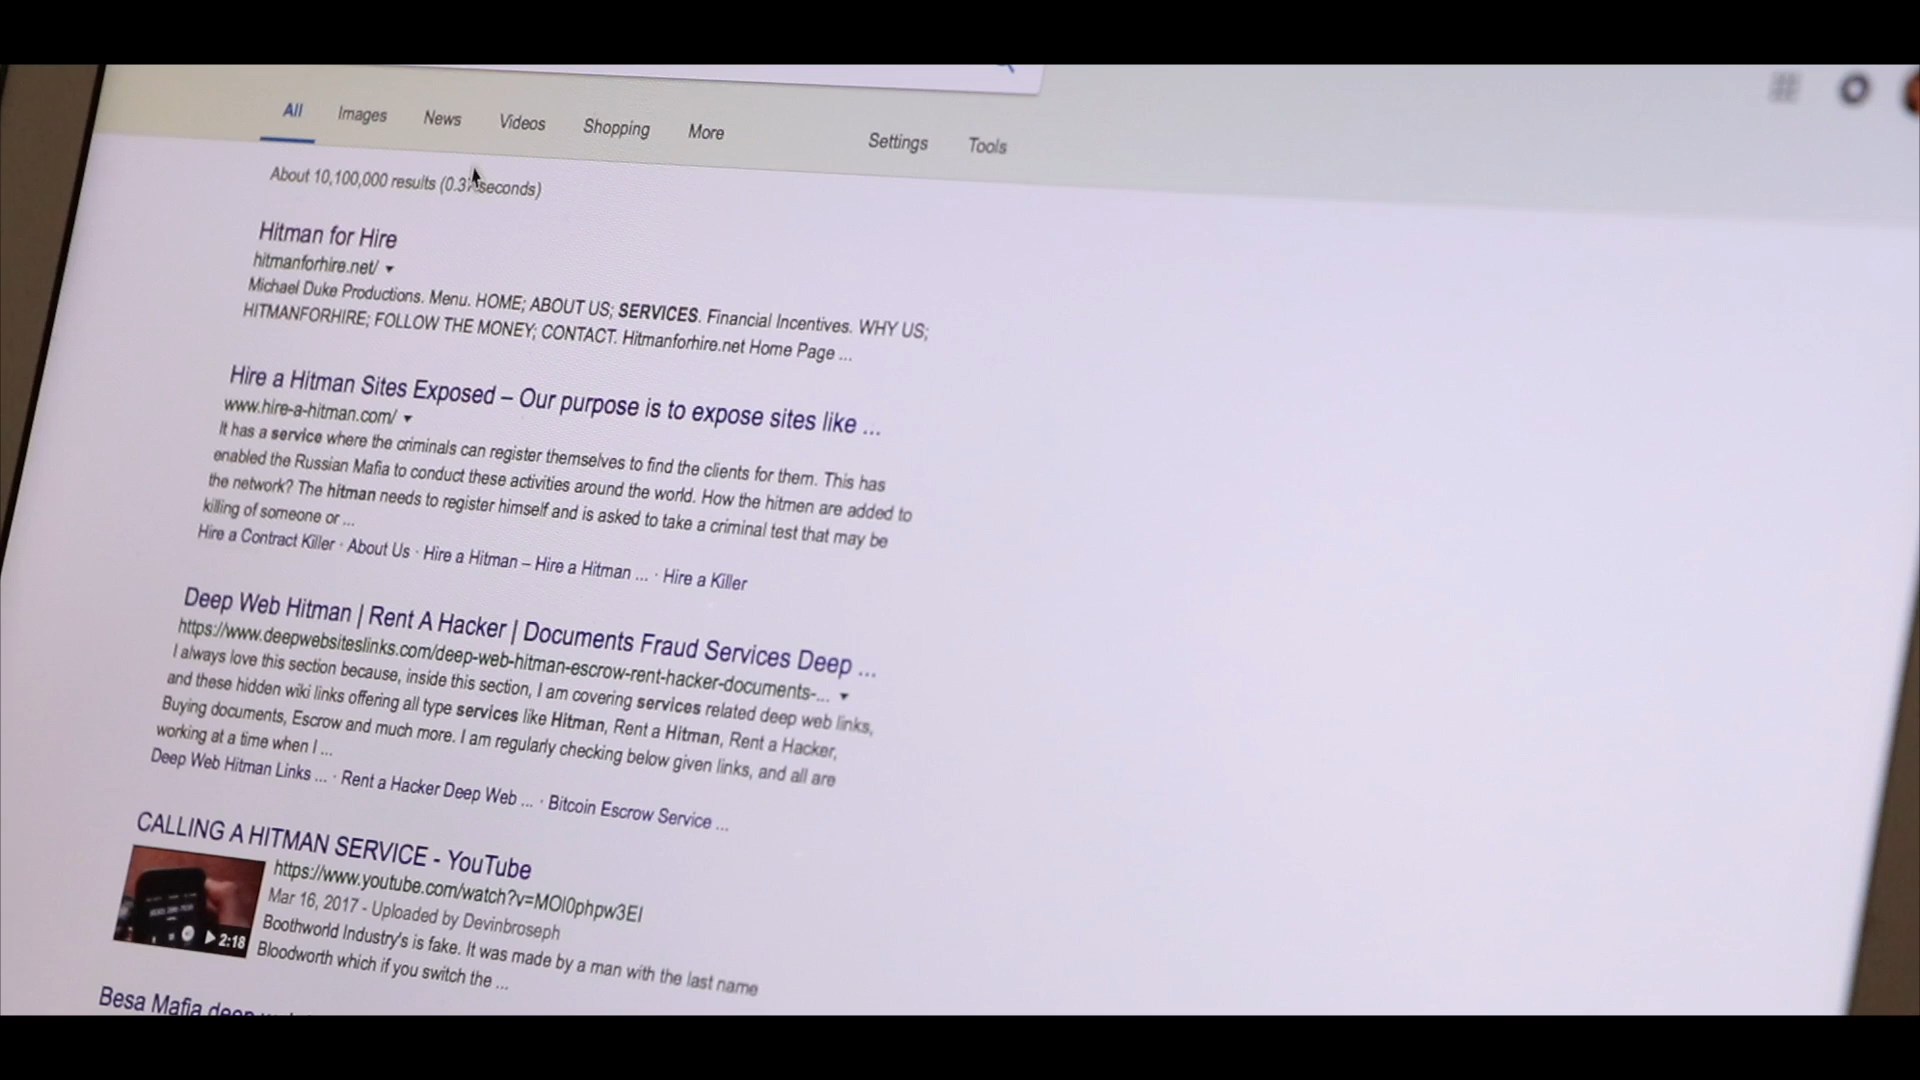 All Images News Videos Shopping More Settings Tools
About 10,100,000 results (0.37 seconds)
Hitman for Hire
hitmanforhire.net/
Michael Duke Productions. Menu. HOME; ABOUT US; SERVICES. Financial Incentives. WHY US;
HITMANFORHIRE; FOLLOW THE MONEY; CONTACT. Hitmanforhire.net Home Page ...
Hire a Hitman Sites Exposed – Our purpose is to expose sites like ...
www.hire-a-hitman.com/
It has a service where the criminals can register themselves to find the clients for them. This has
enabled the Russian Mafia to conduct these activities around the world. How the hitmen are added to
the network? The hitman needs to register himself and is asked to take a criminal test that may be
killing of someone or ...
Hire a Contract Killer · About Us · Hire a Hitman – Hire a Hitman ... · Hire a Killer
Deep Web Hitman | Rent A Hacker | Documents Fraud Services Deep ...
https://www.deepwebsiteslinks.com/deep-web-hitman-escrow-rent-hacker-documents-...
I always love this section because, inside this section, I am covering services related deep web links,
and these hidden wiki links offering all type services like Hitman, Rent a Hitman, Rent a Hacker,
Buying documents, Escrow and much more. I am regularly checking below given links, and all are
working at a time when I ...
Deep Web Hitman Links ... · Rent a Hacker Deep Web ... · Bitcoin Escrow Service ...
CALLING A HITMAN SERVICE - YouTube
https://www.youtube.com/watch?v=MOl0phpw3EI
2:18
Mar 16, 2017 - Uploaded by Devinbroseph
Boothworld Industry's is fake. It was made by a man with the last name
Bloodworth which if you switch the ...
Besa Mafia deep